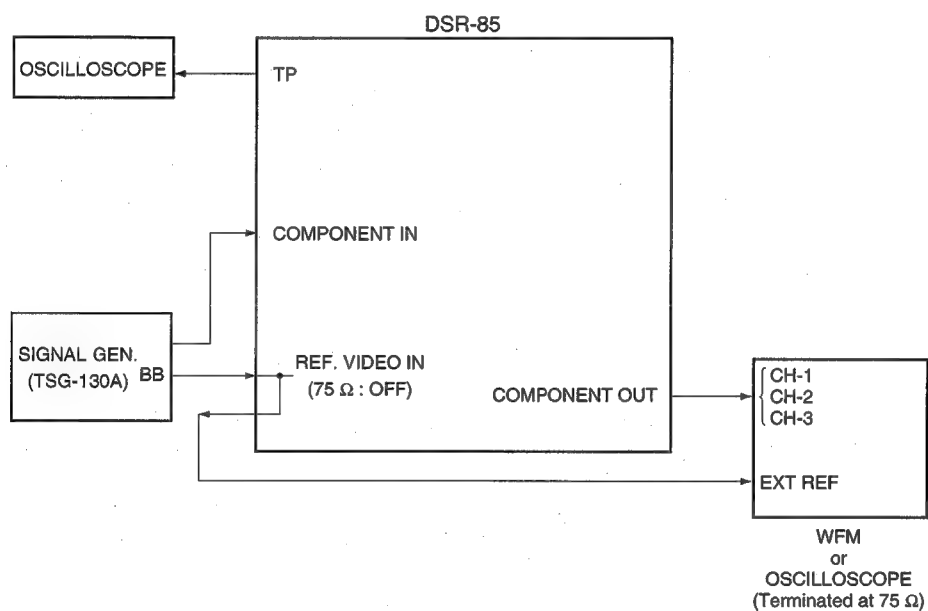 DSR-85
OSCILLOSCOPE
TP
COMPONENT IN
SIGNAL GEN.
(TSG-130A)
BB
REF. VIDEO IN
(75 Ω : OFF)
COMPONENT OUT
CH-1
CH-2
CH-3
EXT REF
WFM
or
OSCILLOSCOPE
(Terminated at 75 Ω)